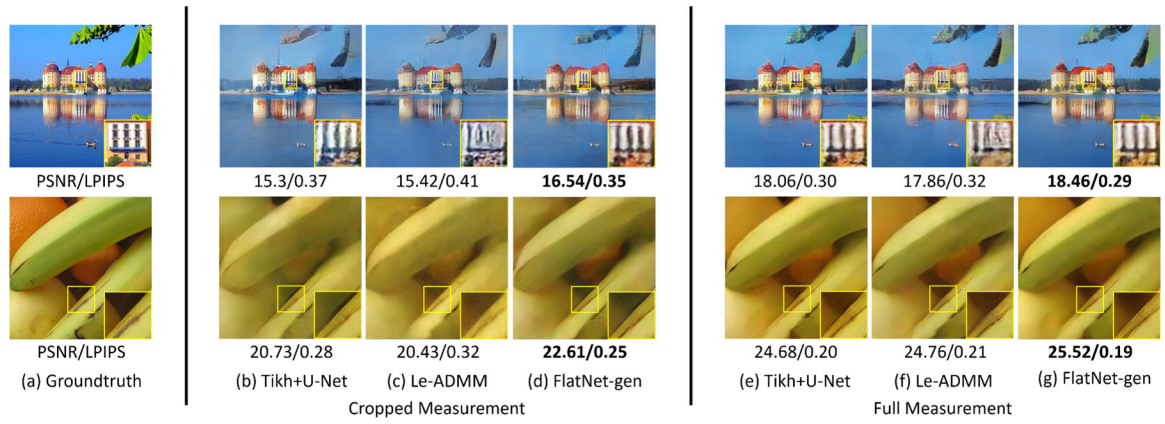 PSNR/LPIPS 15.3/0.37 15.42/0.41 16.54/0.35 18.06/0.30 17.86/0.32 18.46/0.29
PSNR/LPIPS 20.73/0.28 20.43/0.32 22.61/0.25 24.68/0.20 24.76/0.21 25.52/0.19
(a) Groundtruth (b) Tikh+U-Net (c) Le-ADMM (d) FlatNet-gen (e) Tikh+U-Net (f) Le-ADMM (g) FlatNet-gen
Cropped Measurement Full Measurement